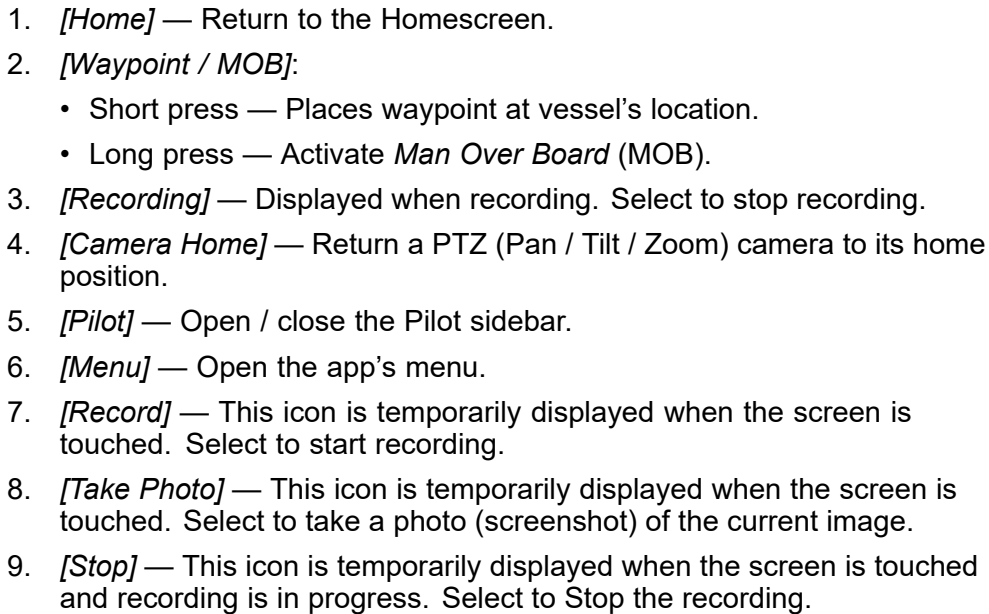 1. [Home] — Return to the Homescreen.
2. [Waypoint / MOB]:
• Short press — Places waypoint at vessel’s location.
• Long press — Activate Man Over Board (MOB).
3. [Recording] — Displayed when recording. Select to stop recording.
4. [Camera Home] — Return a PTZ (Pan / Tilt / Zoom) camera to its home
position.
5. [Pilot] — Open / close the Pilot sidebar.
6. [Menu] — Open the app’s menu.
7. [Record] — This icon is temporarily displayed when the screen is
touched. Select to start recording.
8. [Take Photo] — This icon is temporarily displayed when the screen is
touched. Select to take a photo (screenshot) of the current image.
9. [Stop] — This icon is temporarily displayed when the screen is touched
and recording is in progress. Select to Stop the recording.